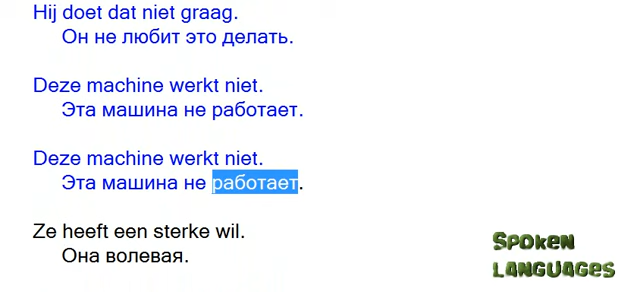 Hij doet dat niet graag.
Он не любит это делать.
Deze machine werkt niet.
Эта машина не работает.
Deze machine werkt niet.
Эта машина не работает.
Ze heeft een sterke wil.
Она волевая.
Spoken
Languages